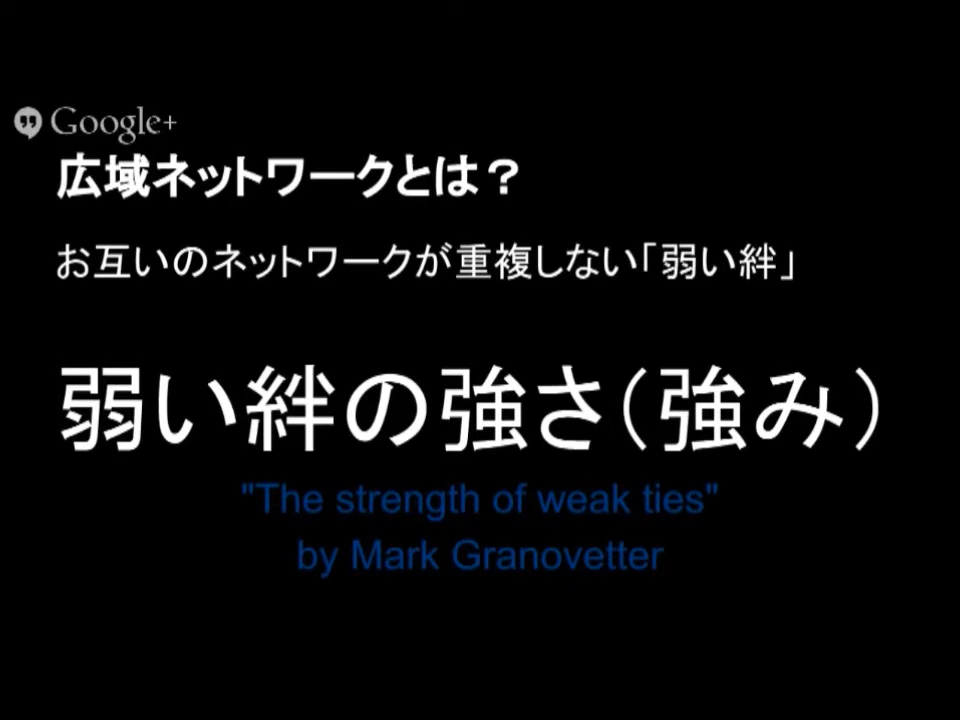 Google+
広域ネットワークとは？
お互いのネットワークが重複しない「弱い絆」
弱い絆の強さ（強み）
"The strength of weak ties"
by Mark Granovetter